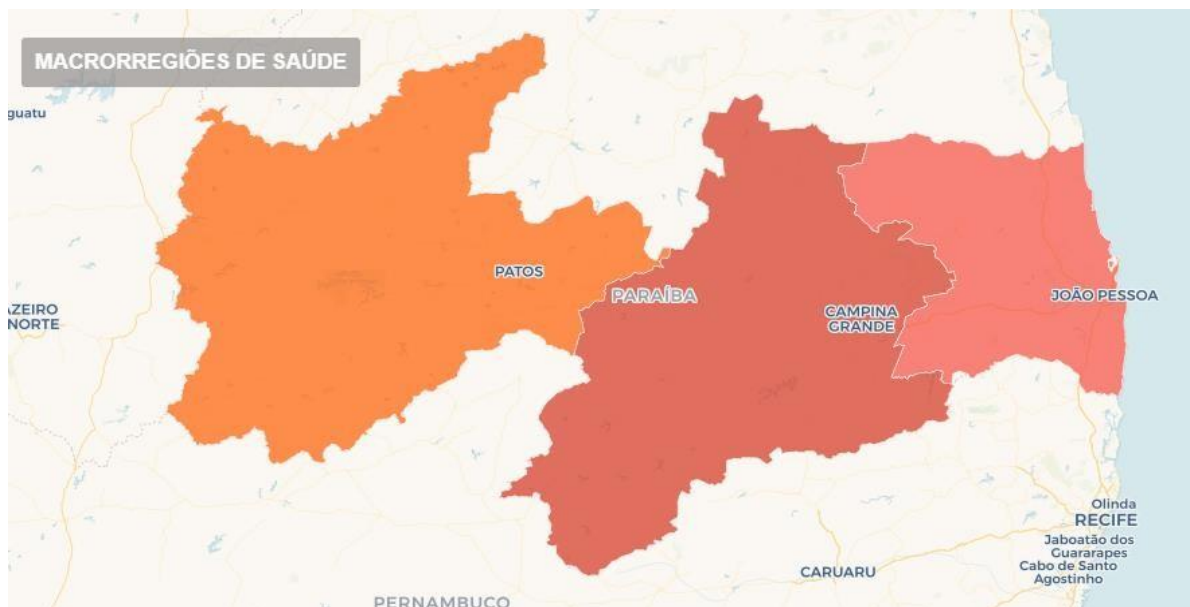 MACRORREGIÕES DE SAÚDE
guatu
PATOS
PARAÍBA
JOÃO PESSOA
CAMPINA
GRANDE
AZEIRO
NORTE
Olinda
RECIFE
Jaboatão dos
Guararapes
Cabo de Santo
Agostinho
CARUARU
PERNAMBUCO